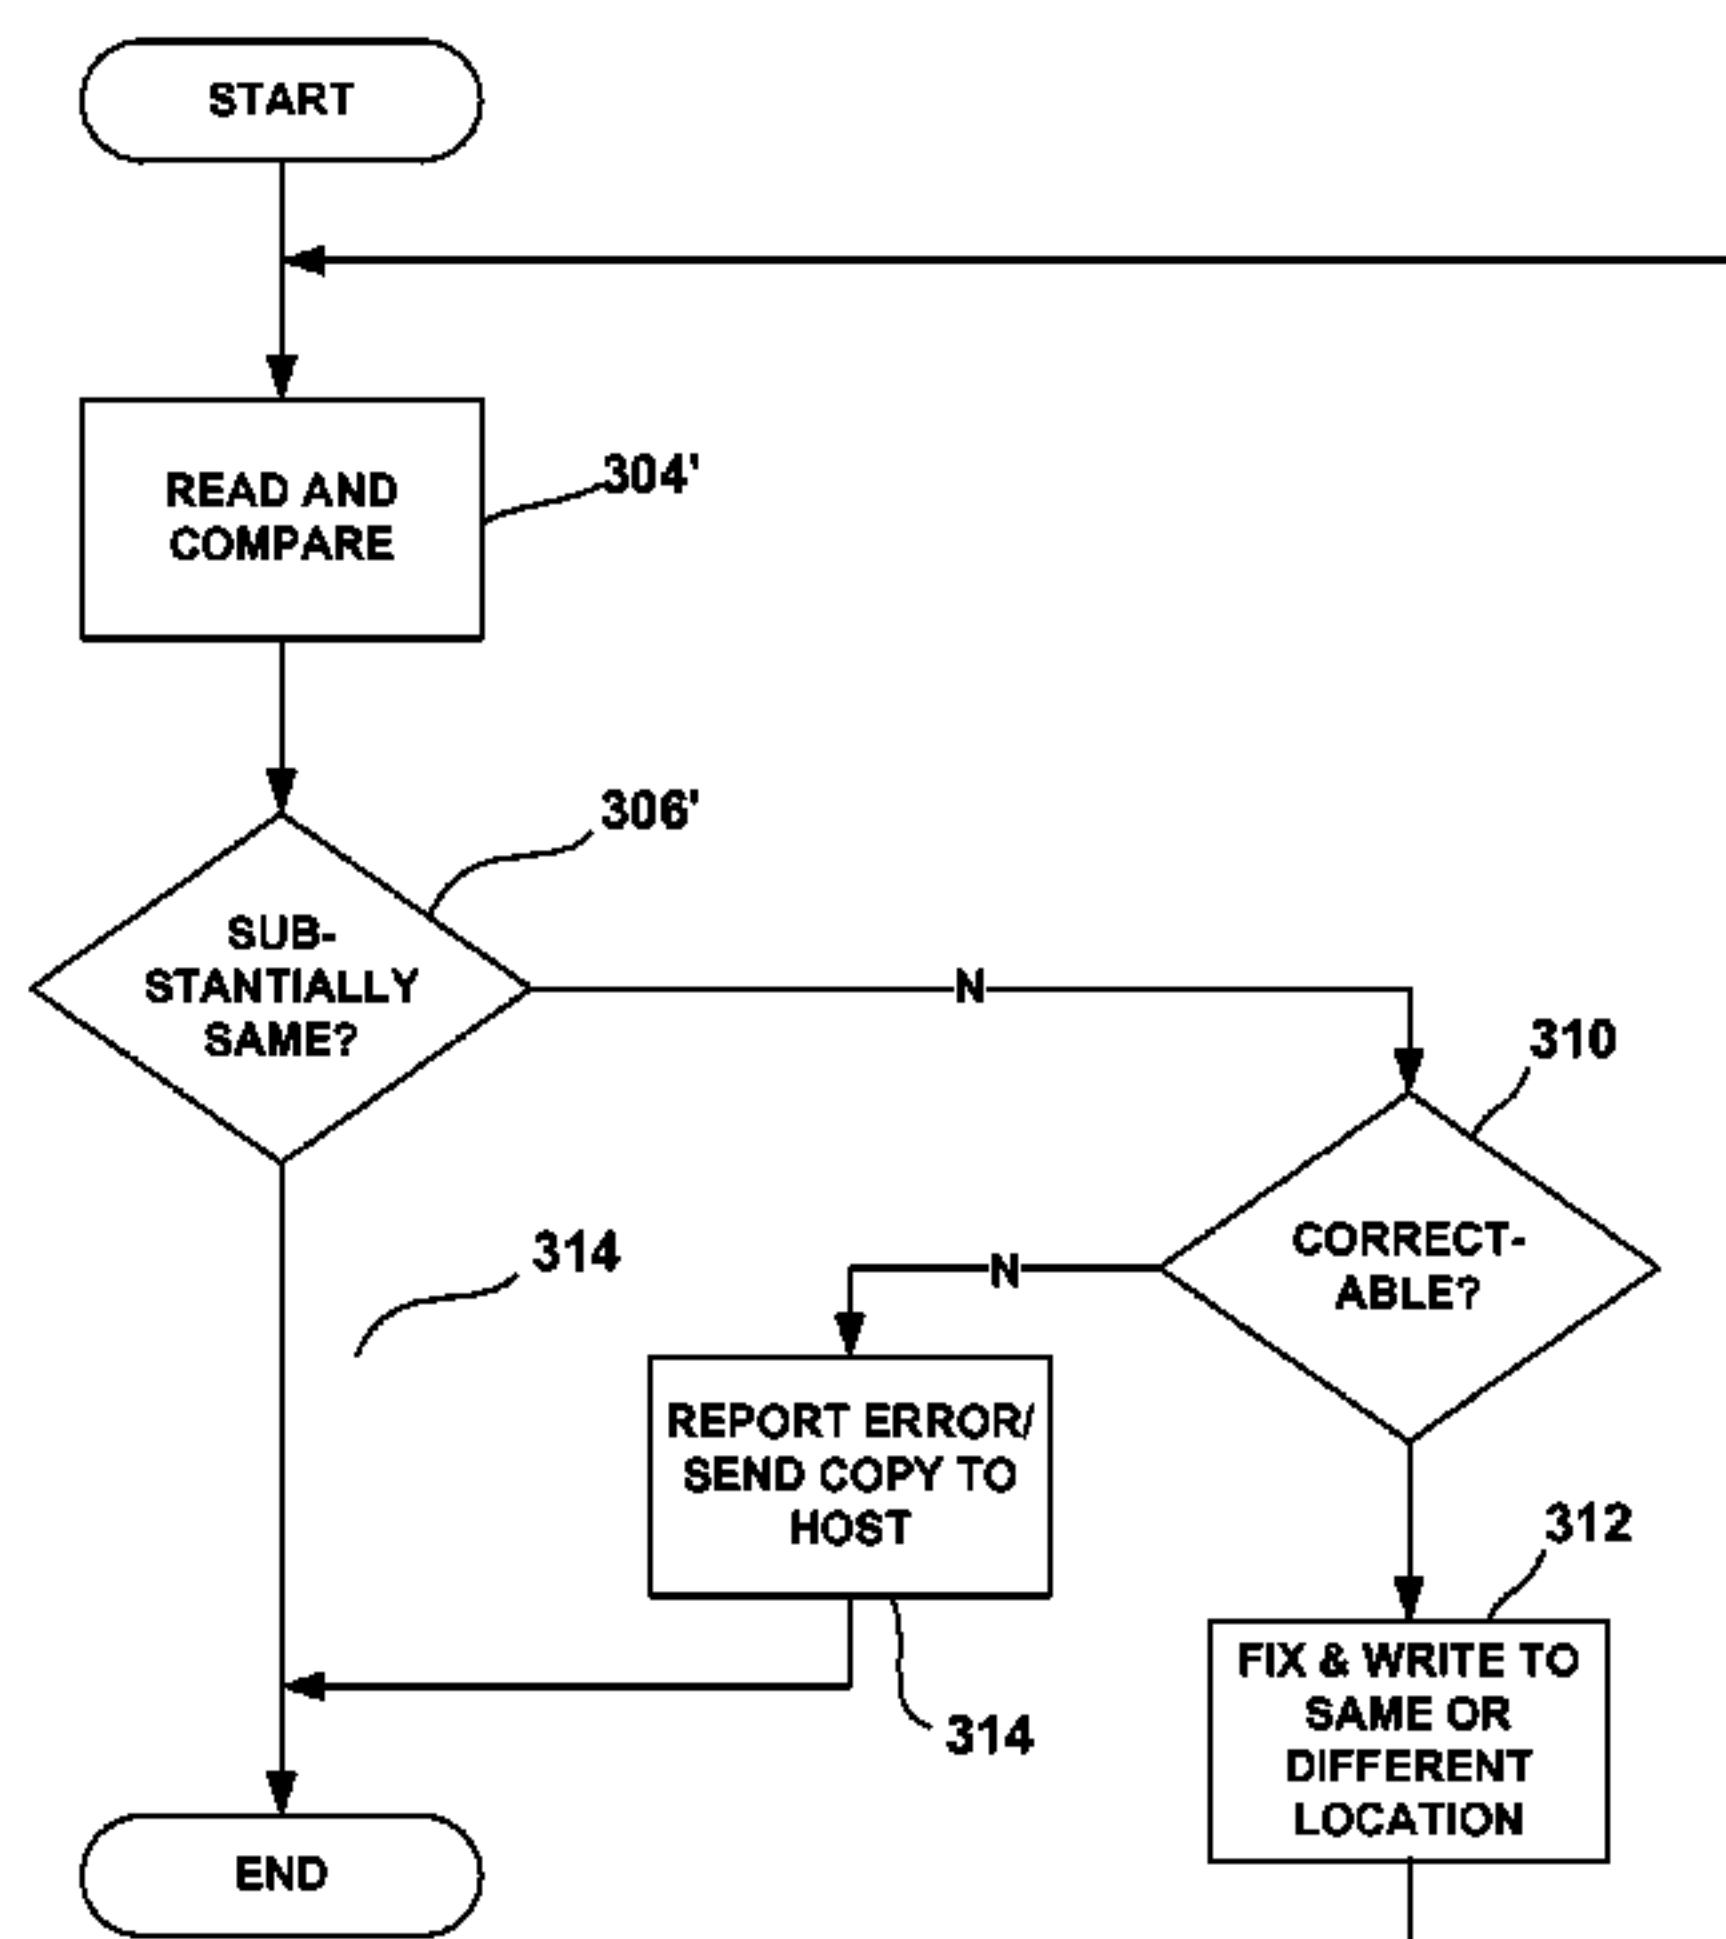 START
READ AND
COMPARE
304'
306'
SUB-
STANTIALLY
SAME?
N
310
CORRECT-
ABLE?
314
N
REPORT ERROR/
SEND COPY TO
HOST
312
FIX & WRITE TO
SAME OR
DIFFERENT
LOCATION
314
END